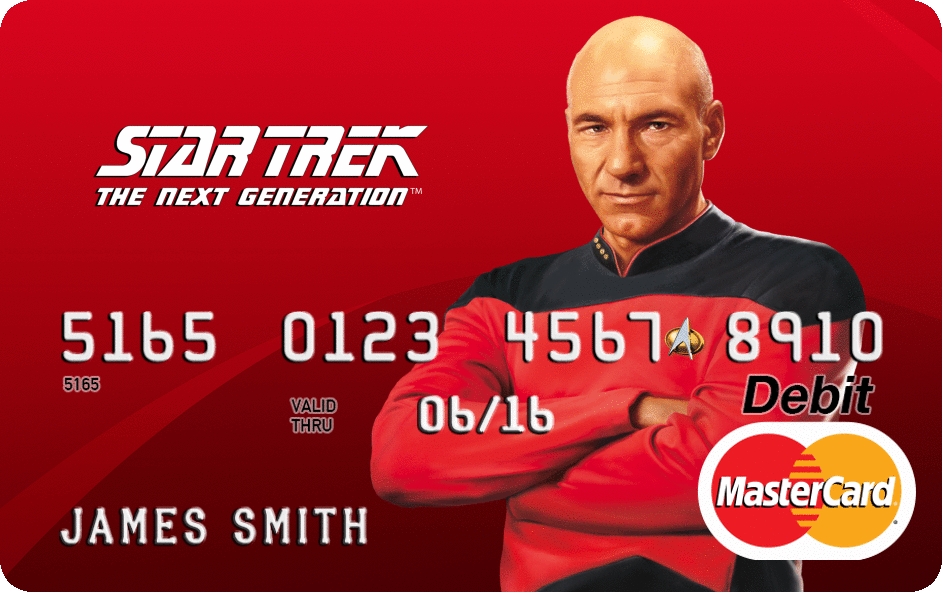 STAR TREK
THE NEXT GENERATION™
5165 0123 4567 8910
5165
VALID
THRU
06/16
Debit
MasterCard
JAMES SMITH